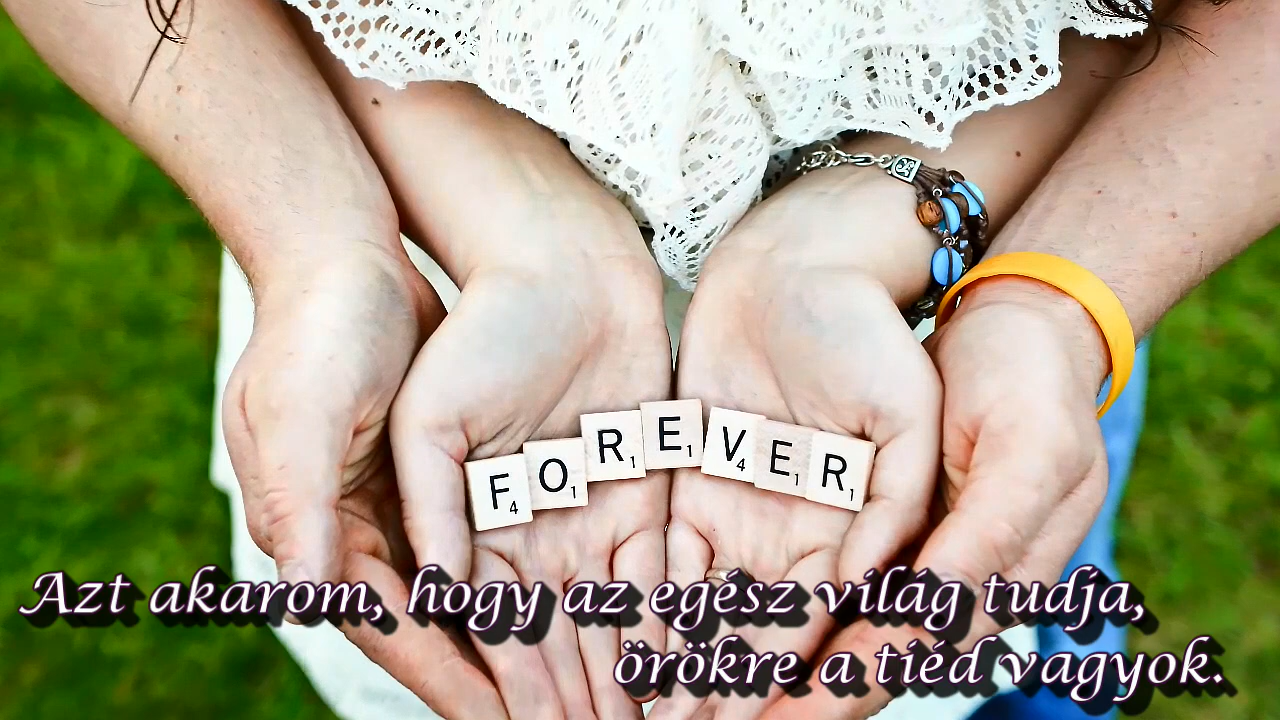 FOREVER
Azt akarom, hogy az egész világ tudja,
örökre a tiéd vagyok.